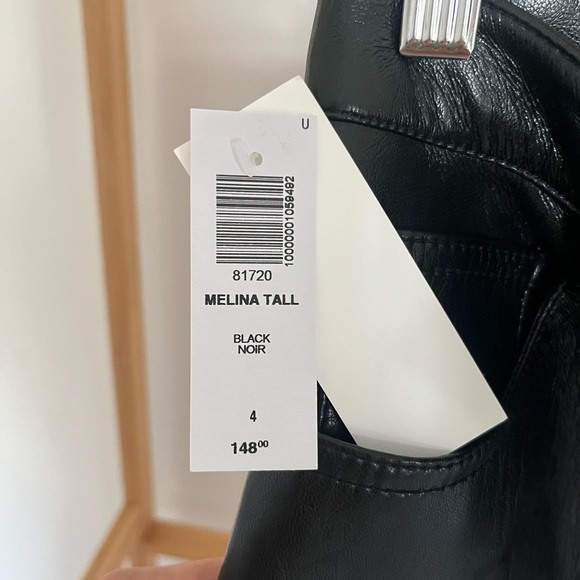 U
10000001059492
81720
MELINA TALL
BLACK
NOIR
4
148⁰⁰